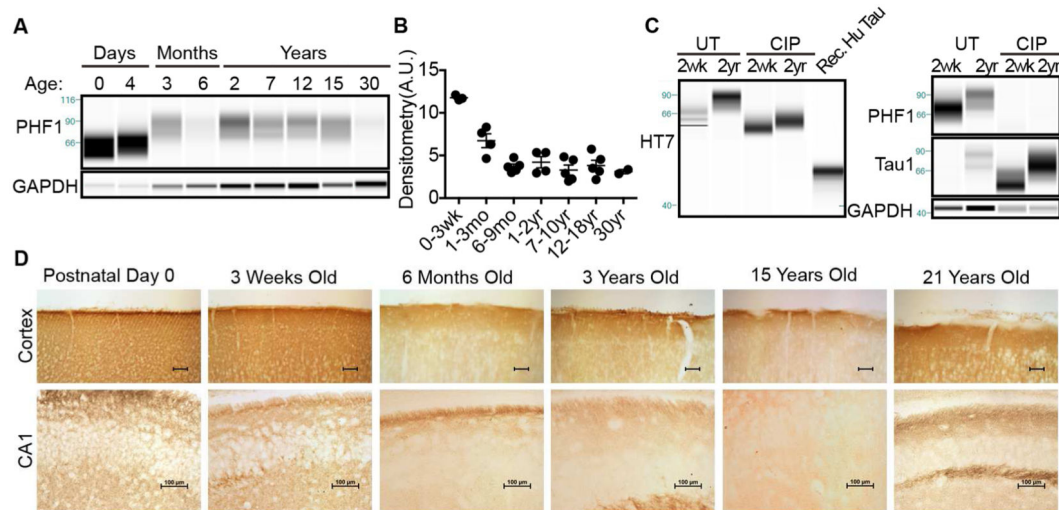 A
Days Months Years
Age: 0 4 3 6 2 7 12 15 30
116
90
66
PHF1
GAPDH
B
Densitometry(A.U.)
15
10
5
0
0-3wk
1-3mo
6-9mo
1-2yr
7-10yr
12-18yr
30yr
C
UT CIP Rec. Hu Tau
2wk 2yr 2wk 2yr
90
66
HT7
40
UT CIP
2wk 2yr 2wk 2yr
90
66
PHF1
90
66
Tau1
GAPDH 40
D
Postnatal Day 0 3 Weeks Old 6 Months Old 3 Years Old 15 Years Old 21 Years Old
Cortex
CA1
100 µm 100 µm 100 µm 100 µm 100 µm 100 µm